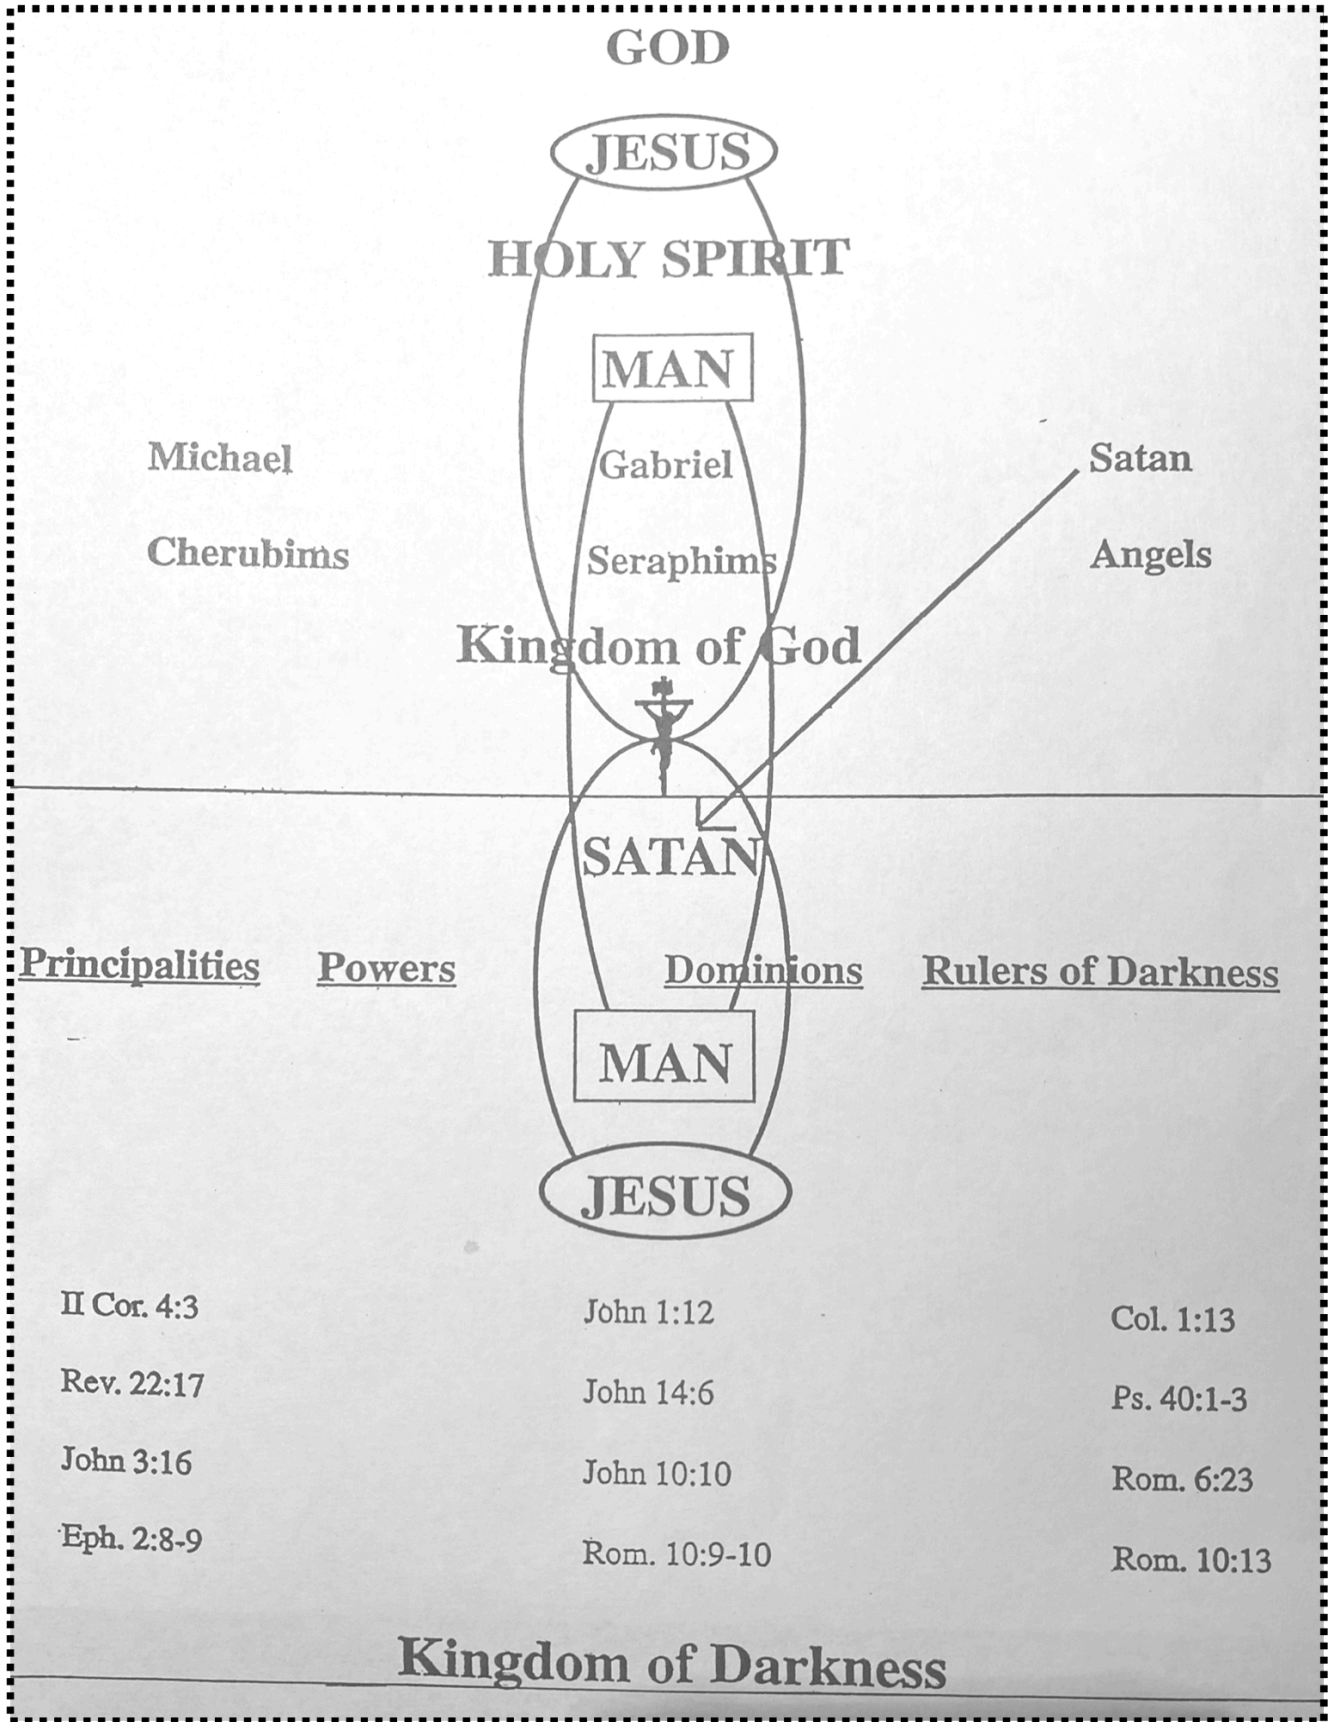 GOD
JESUS
HOLY SPIRIT
MAN
Michael Gabriel Satan
Cherubims Seraphims Angels
Kingdom of God
SATAN
Principalities Powers Dominions Rulers of Darkness
MAN
JESUS
II Cor. 4:3 John 1:12 Col. 1:13
Rev. 22:17 John 14:6 Ps. 40:1-3
John 3:16 John 10:10 Rom. 6:23
Eph. 2:8-9 Rom. 10:9-10 Rom. 10:13
Kingdom of Darkness